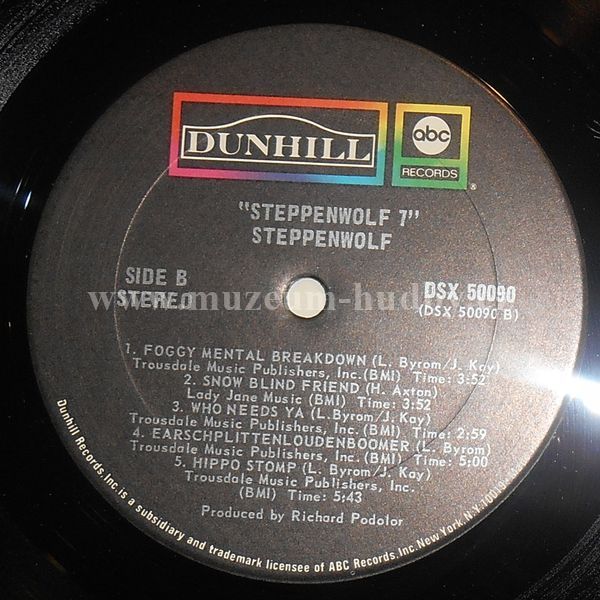 DUNHILL
abc
RECORDS
®
"STEPPENWOLF 7"
STEPPENWOLF
SIDE B
STEREO
DSX 50090
(DSX 50090 B)
www.muzeum-hud
1. FOGGY MENTAL BREAKDOWN (L. Byrom/J. Kay)
Trousdale Music Publishers, Inc.(BMI) Time: 3:52
2. SNOW BLIND FRIEND (H. Axton)
Lady Jane Music (BMI) Time: 3:52
3. WHO NEEDS YA (L.Byrom/J. Kay)
Trousdale Music Publishers, Inc.(BMI) Time: 2:59
4. EARSCHPLITTENLOUDENBOOMER (L. Byrom)
Trousdale Music Publishers, Inc.(BMI) Time: 5:00
5. HIPPO STOMP (L. Byrom/J. Kay)
Trousdale Music Publishers, Inc.
(BMI) Time: 5:43
Produced by Richard Podolor
Dunhill Records,Inc.is a subsidiary and trademark licensee of ABC Records,Inc.New York,N.Y.10019